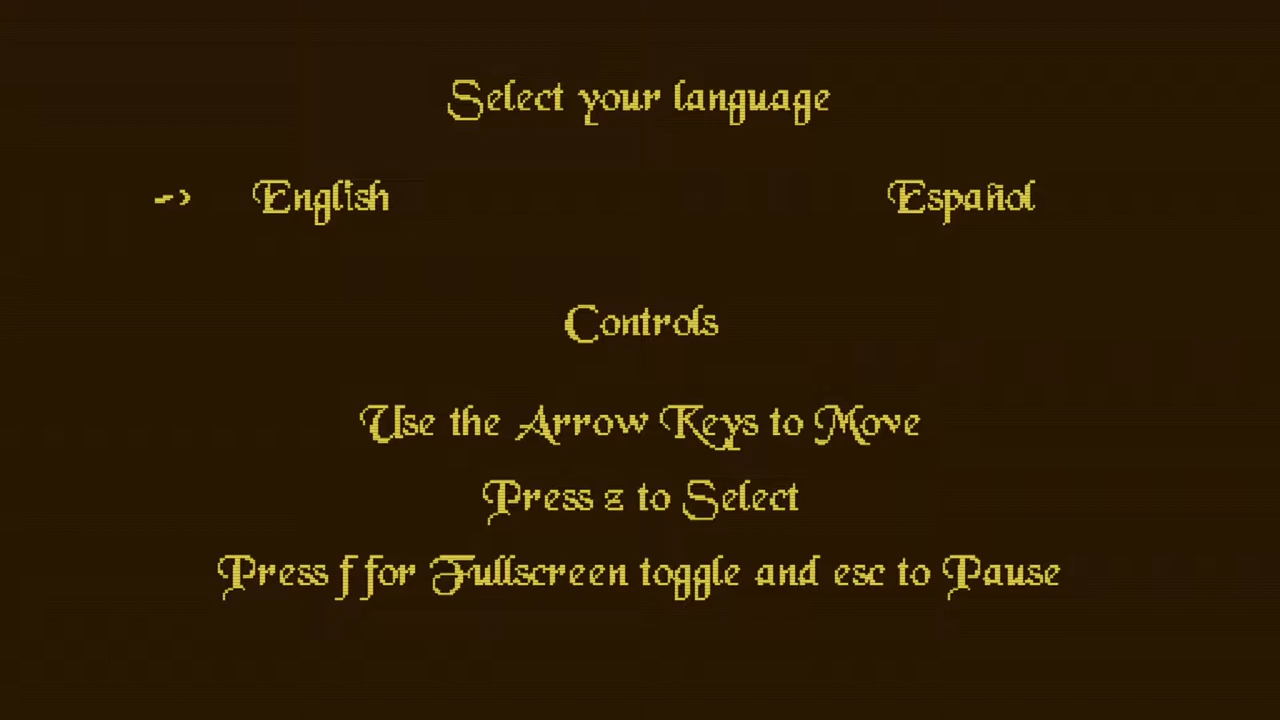 Select your language
-> English Español
Controls
Use the Arrow Keys to Move
Press z to Select
Press f for Fullscreen toggle and esc to Pause